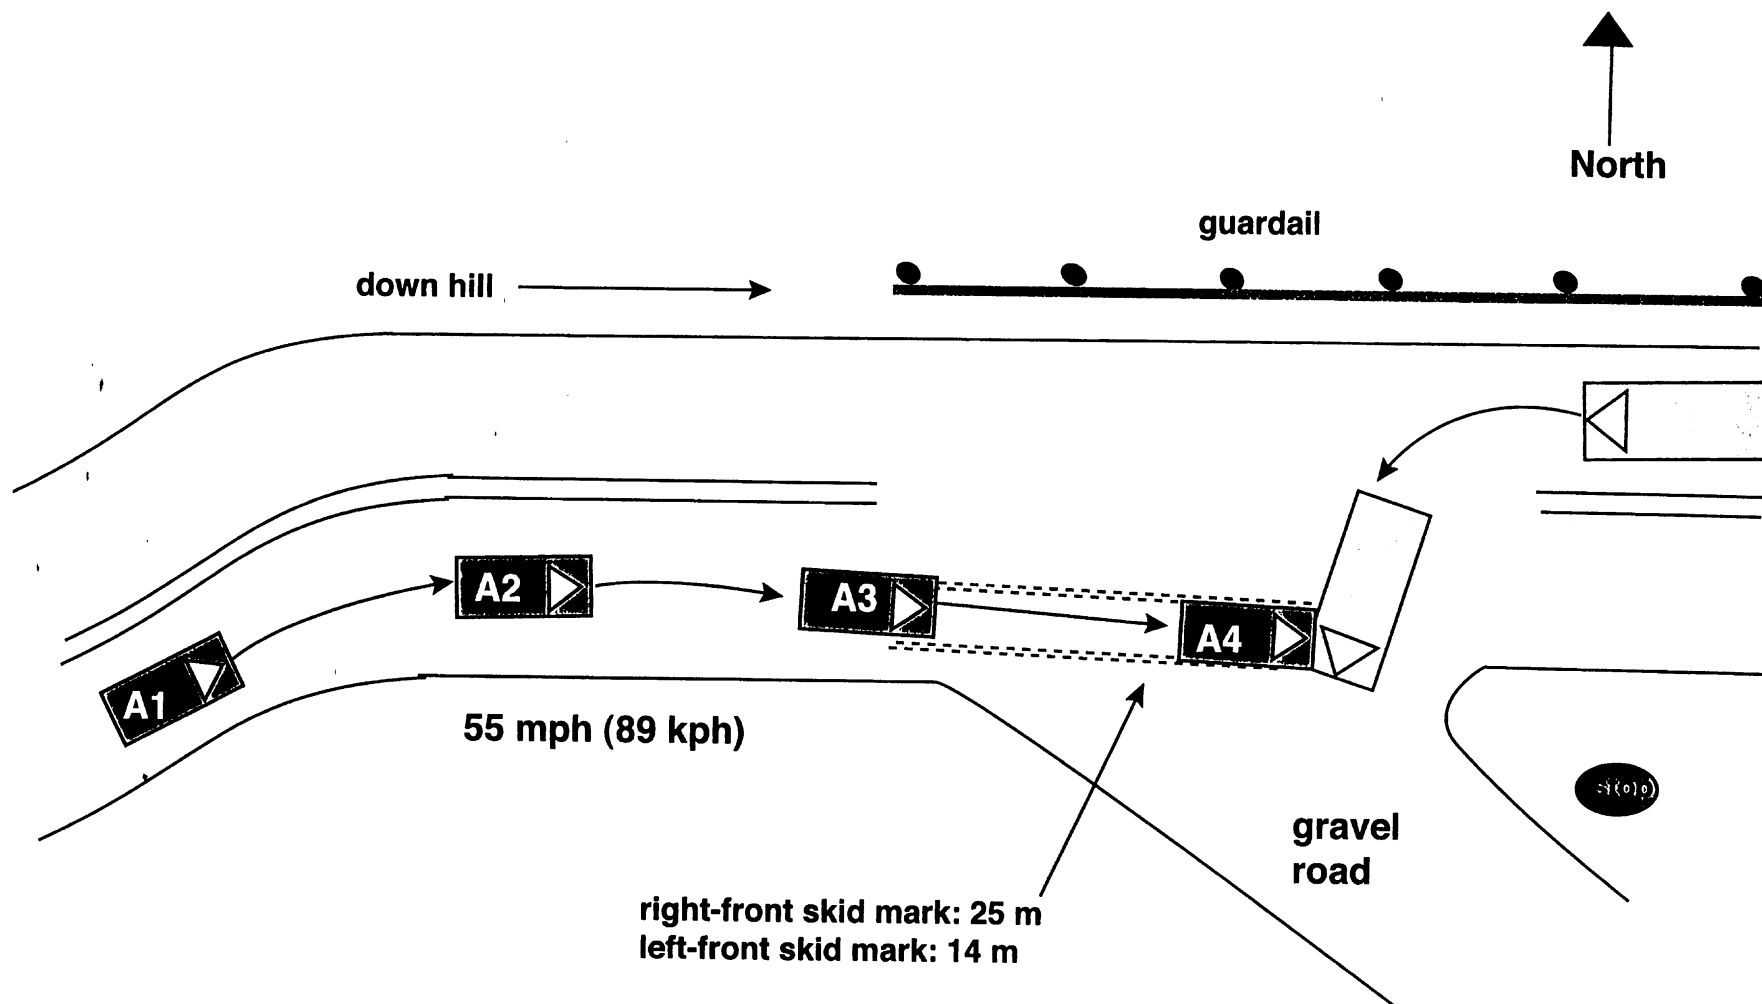 North
guardail
down hill
A2
A3
A4
A1
55 mph (89 kph)
stop
gravel
road
right-front skid mark: 25 m
left-front skid mark: 14 m